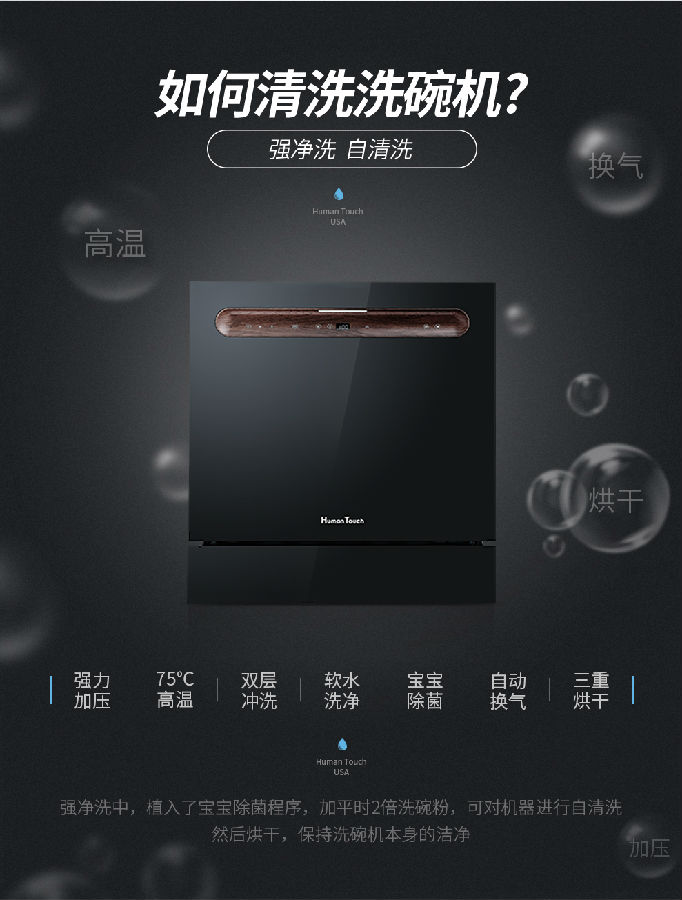 如何清洗洗碗机?
强净洗 自清洗
换气
Human Touch
USA
高温
Human Touch
烘干
强力
加压
75℃
高温
双层
冲洗
软水
洗净
宝宝
除菌
自动
换气
三重
烘干
Human Touch
USA
强净洗中，植入了宝宝除菌程序，加平时2倍洗碗粉，可对机器进行自清洗
然后烘干，保持洗碗机本身的洁净
加压